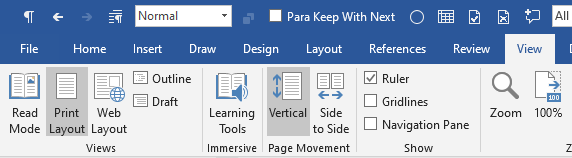 Normal Para Keep With Next All
File Home Insert Draw Design Layout References Review View
Outline
Draft
Read Mode
Print Layout
Web Layout
Learning Tools
Vertical
Side to Side
Ruler
Gridlines
Navigation Pane
Zoom
100
100%
Views Immersive Page Movement Show